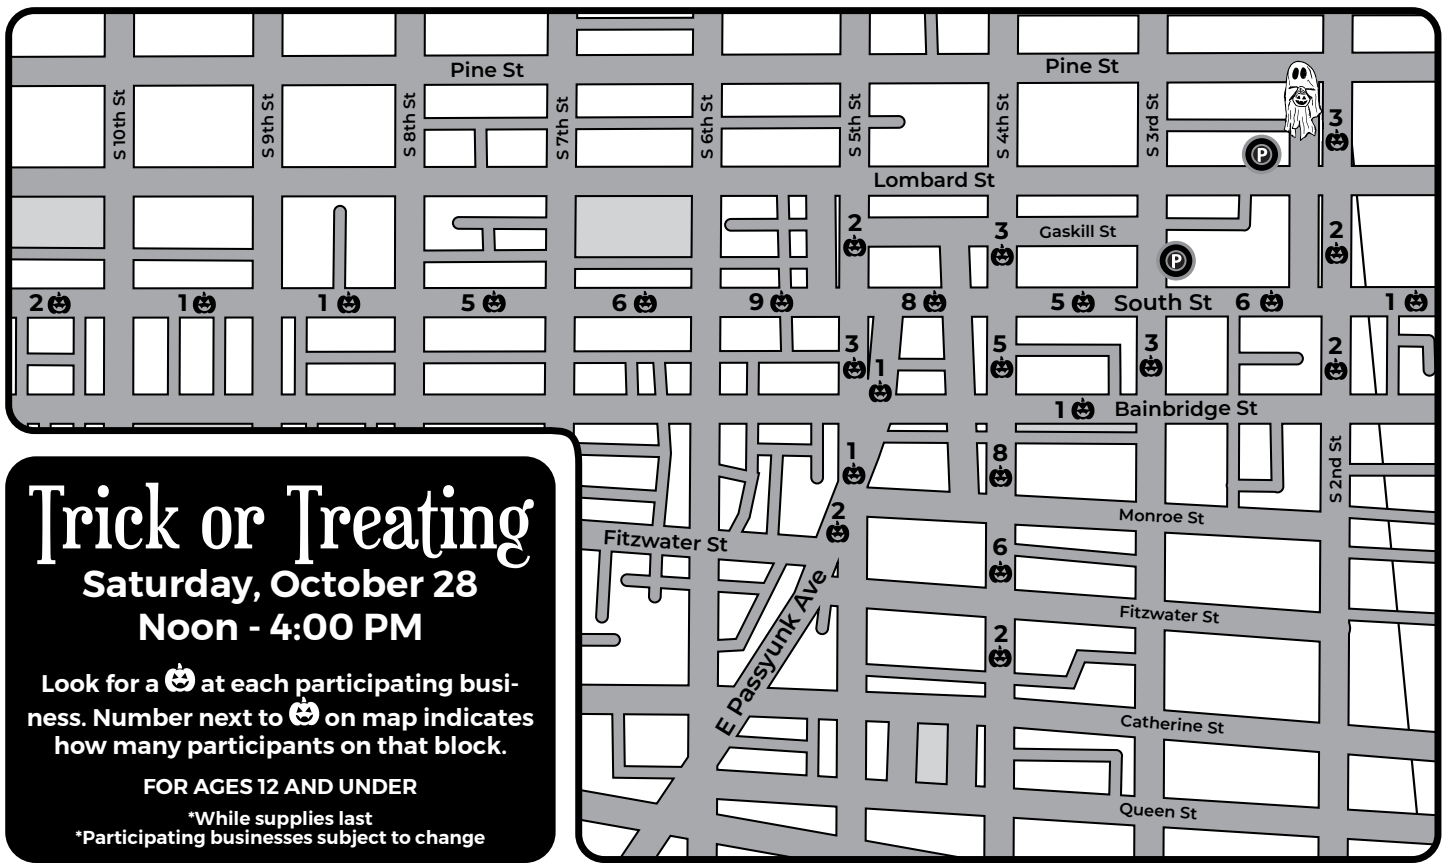 Pine St
Pine St
S 10th St
S 9th St
S 8th St
S 7th St
S 6th St
S 5th St
S 4th St
S 3rd St
3
P
Lombard St
2
3
Gaskill St
2
P
2
1
1
5
6
9
8
5
South St
6
1
3
1
5
3
2
1
Bainbridge St
1
8
S 2nd St
2
Monroe St
Fitzwater St
6
E Passyunk Ave
Fitzwater St
2
Catherine St
Queen St
Trick or Treating
Saturday, October 28
Noon - 4:00 PM
Look for a at each participating busi-
ness. Number next to on map indicates
how many participants on that block.
FOR AGES 12 AND UNDER
*While supplies last
*Participating businesses subject to change